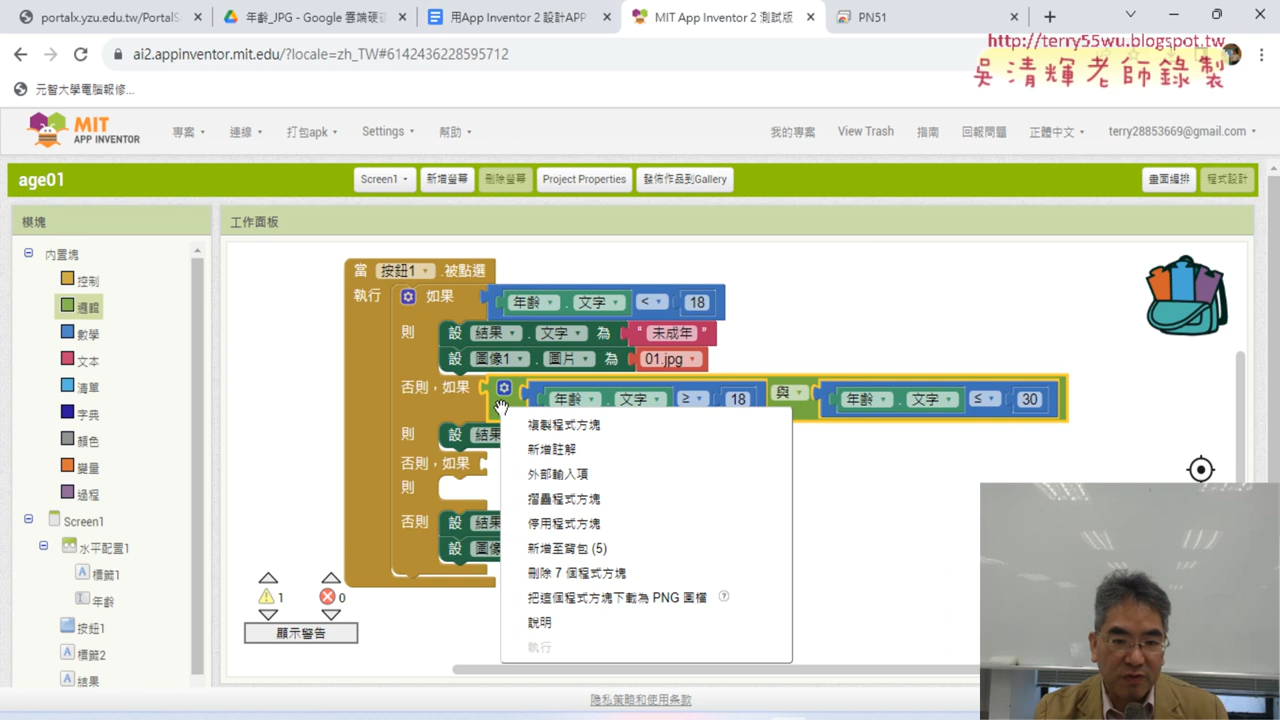 portalx.yzu.edu.tw/PortalS
年齡_JPG - Google 雲端硬
用App Inventor 2 設計APP
MIT App Inventor 2 測試版
PN51
ai2.appinventor.mit.edu/?locale=zh_TW#6142436228595712
http://terry55wu.blogspot.tw
吳清輝老師錄製
元智大學電腦報修...
MIT
APP INVENTOR
專案
連線
打包apk
Settings
幫助
我的專案
View Trash
指南
回報問題
正體中文
terry28853669@gmail.com
age01
Screen1
新增螢幕
刪除螢幕
Project Properties
發佈作品到Gallery
畫面編排
程式設計
模塊
工作面板
內置塊
控制
邏輯
數學
文本
清單
字典
顏色
變量
過程
Screen1
水平配置1
標籤1
年齡
按鈕1
標籤2
結果
當 按鈕1 .被點選
執行 如果 年齡 . 文字 < 18
則 設 結果 . 文字 為 " 未成年 "
設 圖像1 . 圖片 為 01.jpg
否則，如果 年齡 . 文字 ≥ 18 與 年齡 . 文字 ≤ 30
則 設 結果
否則，如果
則
否則 設 結果
設 圖像
複製程式方塊
新增註解
外部輸入項
摺疊程式方塊
停用程式方塊
新增至背包 (5)
刪除 7 個程式方塊
把這個程式方塊下載為 PNG 圖檔 ?
說明
執行
1
0
顯示警告
隐私策略和使用条款